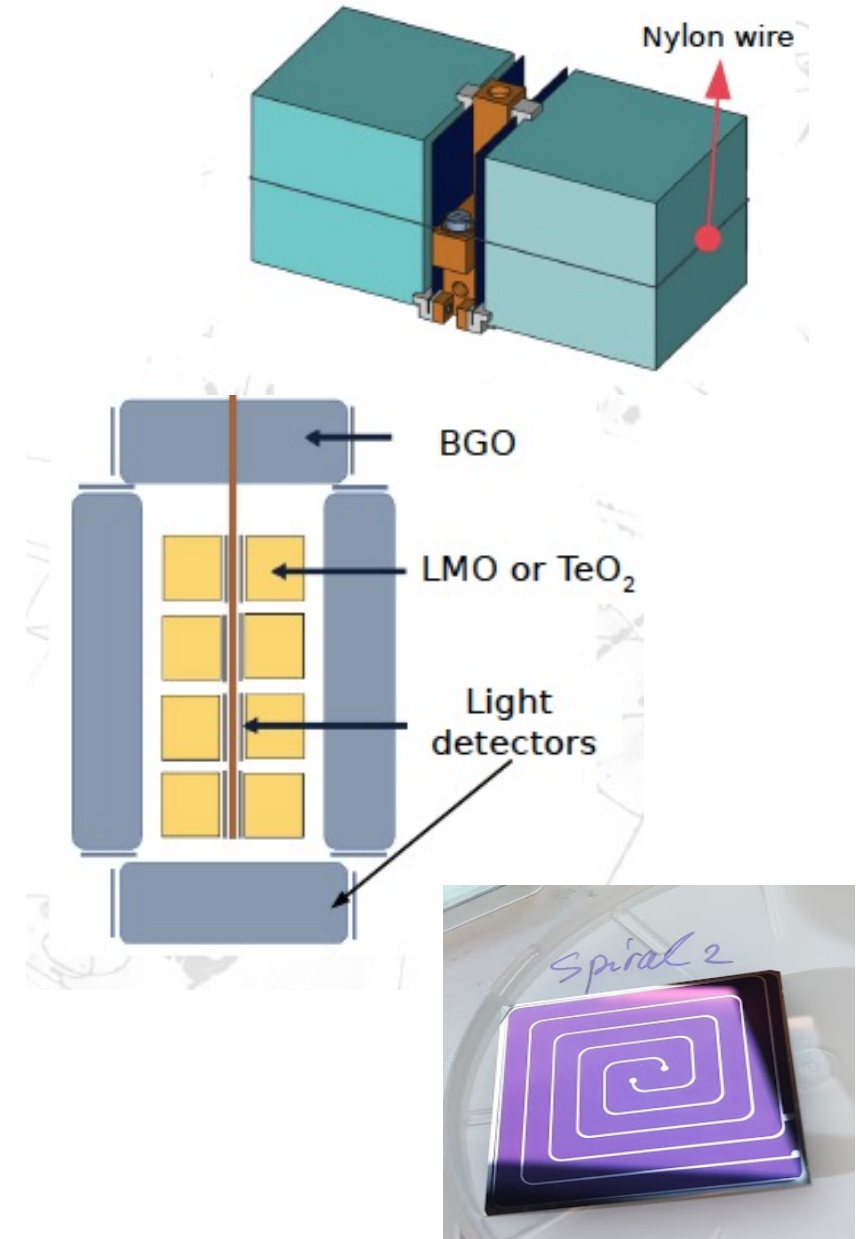 Nylon wire
BGO
LMO or TeO₂
Light
detectors
Spiral 2